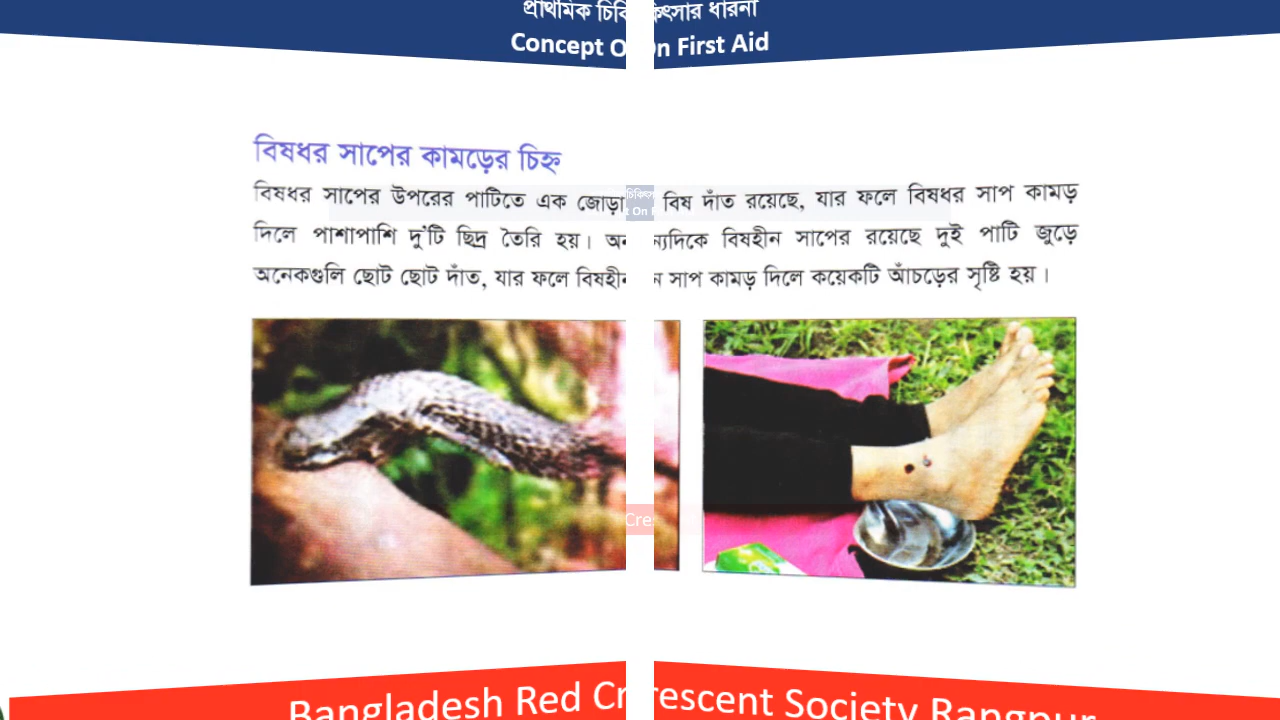 প্রাথমিক চিকিৎসার ধারনা
Concept On First Aid
বিষধর সাপের কামড়ের চিহ্ন
বিষধর সাপের উপরের পাটিতে এক জোড়া বিষ দাঁত রয়েছে, যার ফলে বিষধর সাপ কামড়
দিলে পাশাপাশি দু'টি ছিদ্র তৈরি হয়। অন্যদিকে বিষহীন সাপের রয়েছে দুই পাটি জুড়ে
অনেকগুলি ছোট ছোট দাঁত, যার ফলে বিষহীন সাপ কামড় দিলে কয়েকটি আঁচড়ের সৃষ্টি হয়।
Bangladesh Red Crescent Society Rangpur